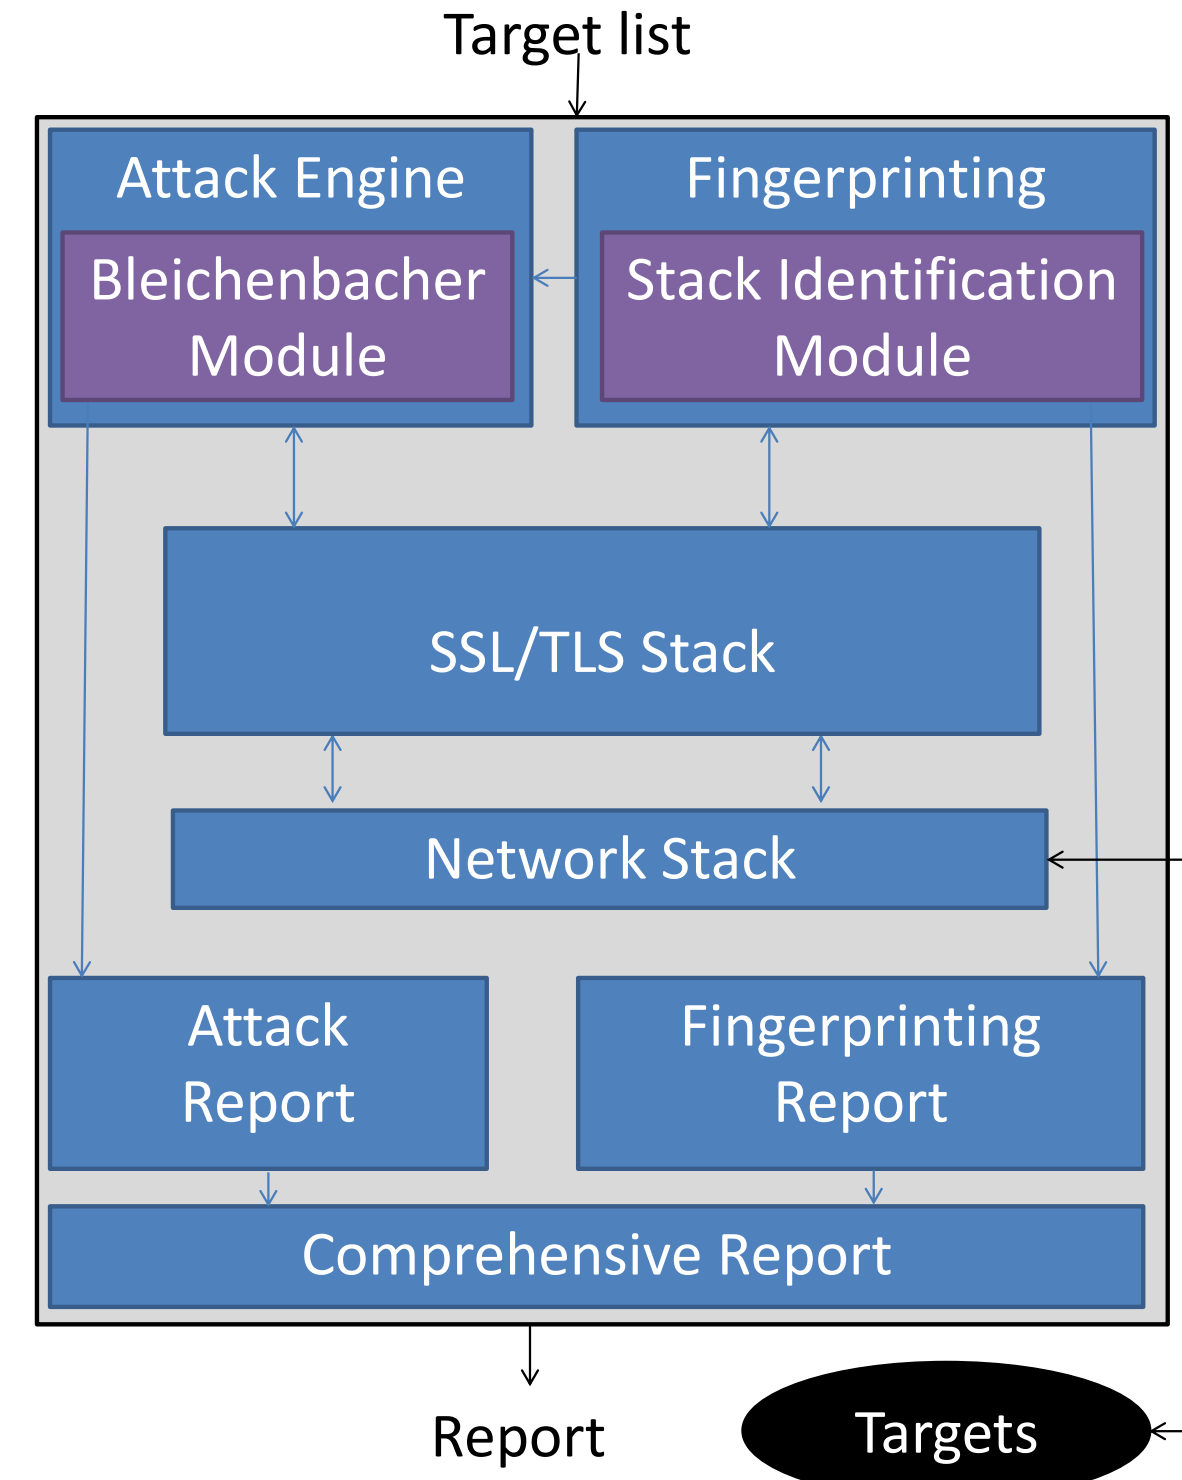 Target list
Attack Engine
Fingerprinting
Bleichenbacher
Module
Stack Identification
Module
SSL/TLS Stack
Network Stack
Attack
Report
Fingerprinting
Report
Comprehensive Report
Report
Targets